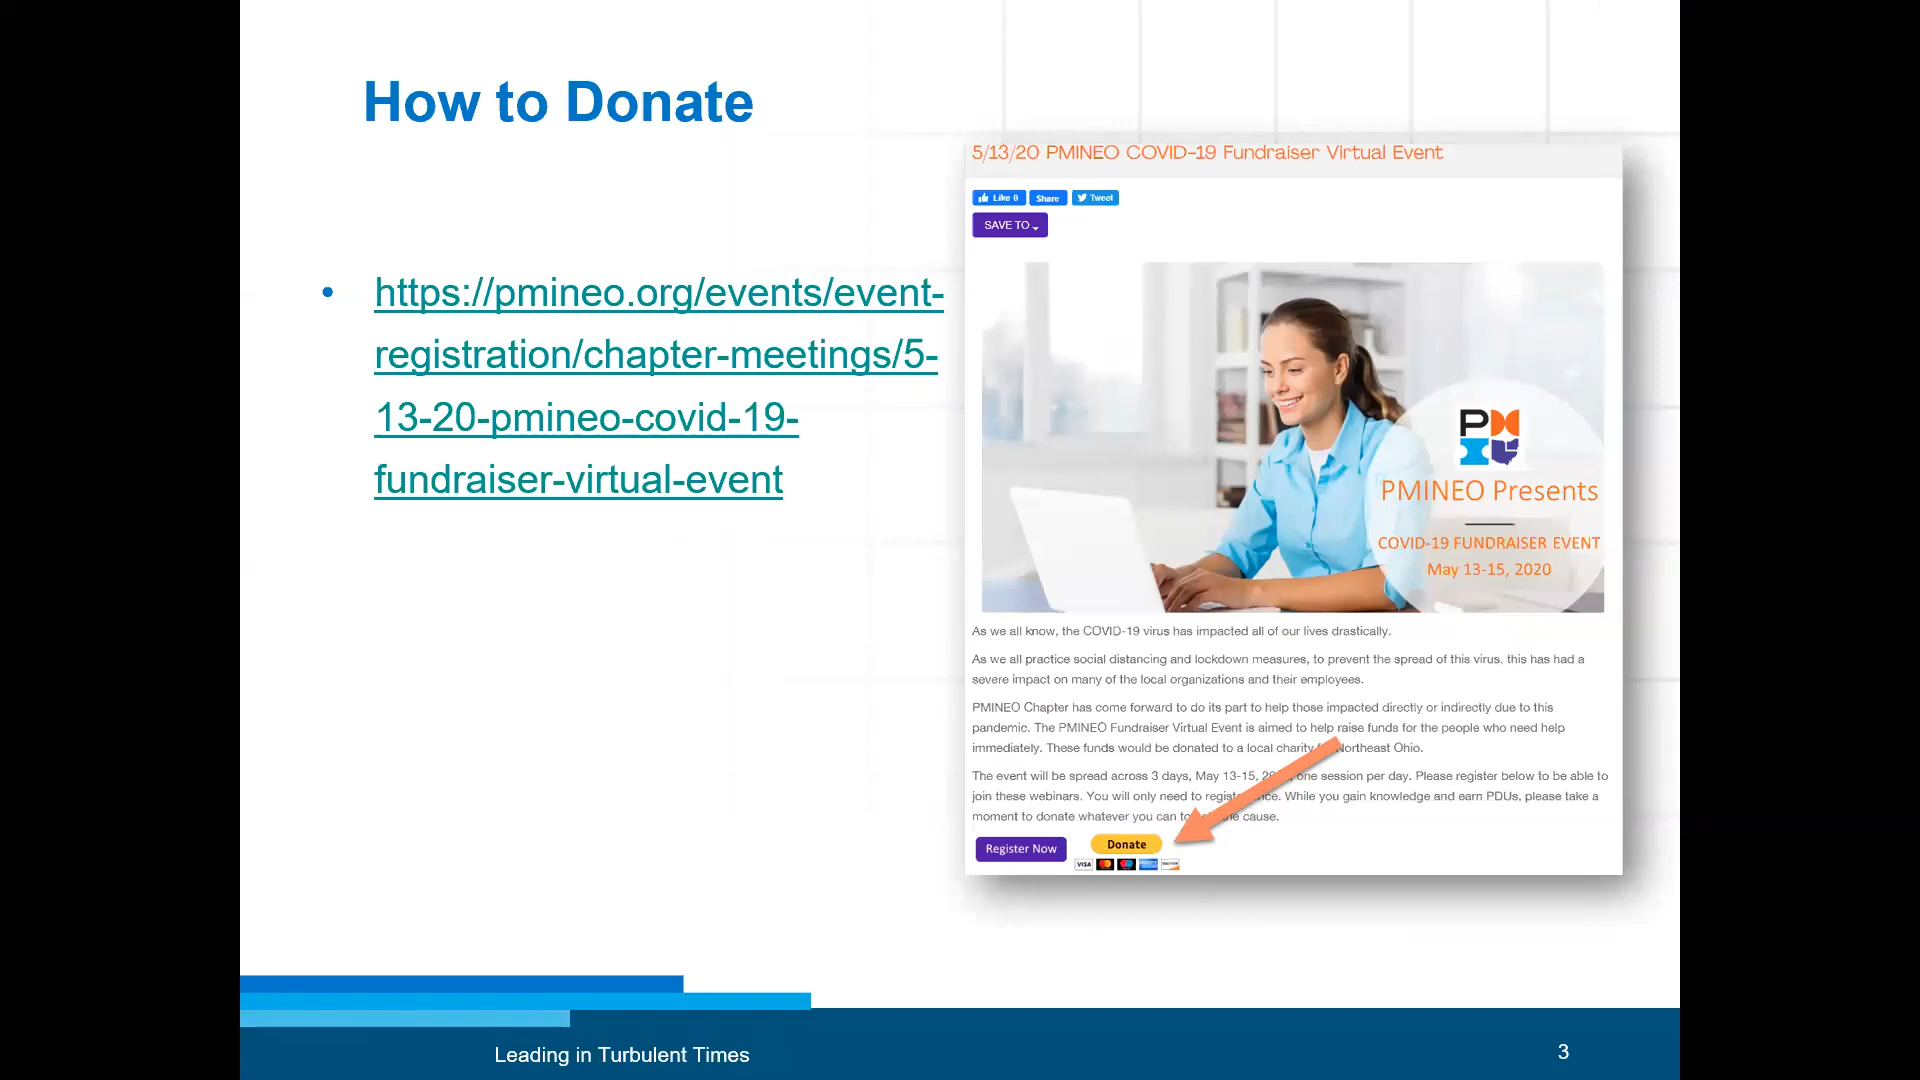 How to Donate
• https://pmineo.org/events/event-
registration/chapter-meetings/5-
13-20-pmineo-covid-19-
fundraiser-virtual-event
5/13/20 PMINEO COVID-19 Fundraiser Virtual Event
Like 0 Share Tweet
SAVE TO
PMI
PMINEO Presents
COVID-19 FUNDRAISER EVENT
May 13-15, 2020
As we all know, the COVID-19 virus has impacted all of our lives drastically.
As we all practice social distancing and lockdown measures, to prevent the spread of this virus, this has had a
severe impact on many of the local organizations and their employees.
PMINEO Chapter has come forward to do its part to help those impacted directly or indirectly due to this
pandemic. The PMINEO Fundraiser Virtual Event is aimed to help raise funds for the people who need help
immediately. These funds would be donated to a local charity Northeast Ohio.
The event will be spread across 3 days, May 13-15, one session per day. Please register below to be able to
join these webinars. You will only need to register While you gain knowledge and earn PDUs, please take a
moment to donate whatever you can to cause.
Register Now Donate
VISA
Leading in Turbulent Times
3